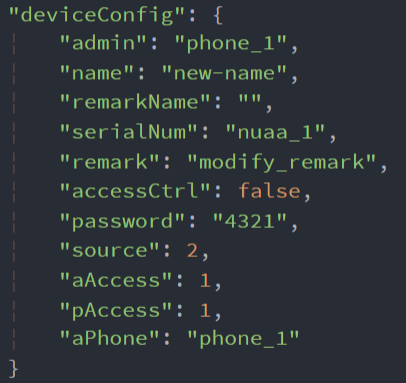 "deviceConfig": {
"admin": "phone_1",
"name": "new-name",
"remarkName": "",
"serialNum": "nuaa_1",
"remark": "modify_remark",
"accessCtrl": false,
"password": "4321",
"source": 2,
"aAccess": 1,
"pAccess": 1,
"aPhone": "phone_1"
}